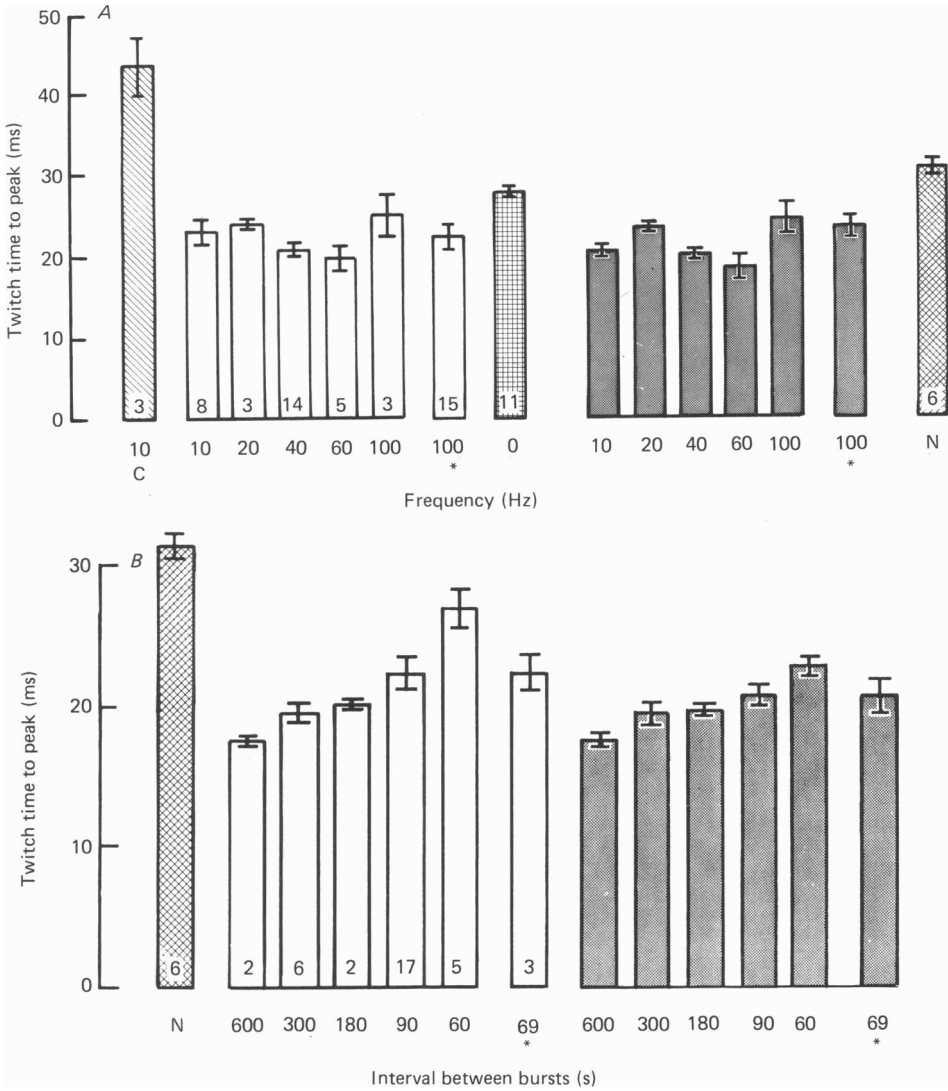 A
50
40
30
20
10
0
Twitch time to peak (ms)
3 8 3 14 5 3 15 11 6
10 10 20 40 60 100 100 0 10 20 40 60 100 100 N
C * *
Frequency (Hz)
B
30
20
10
0
Twitch time to peak (ms)
6 2 6 2 17 5 3
N 600 300 180 90 60 69 600 300 180 90 60 69
* *
Interval between bursts (s)